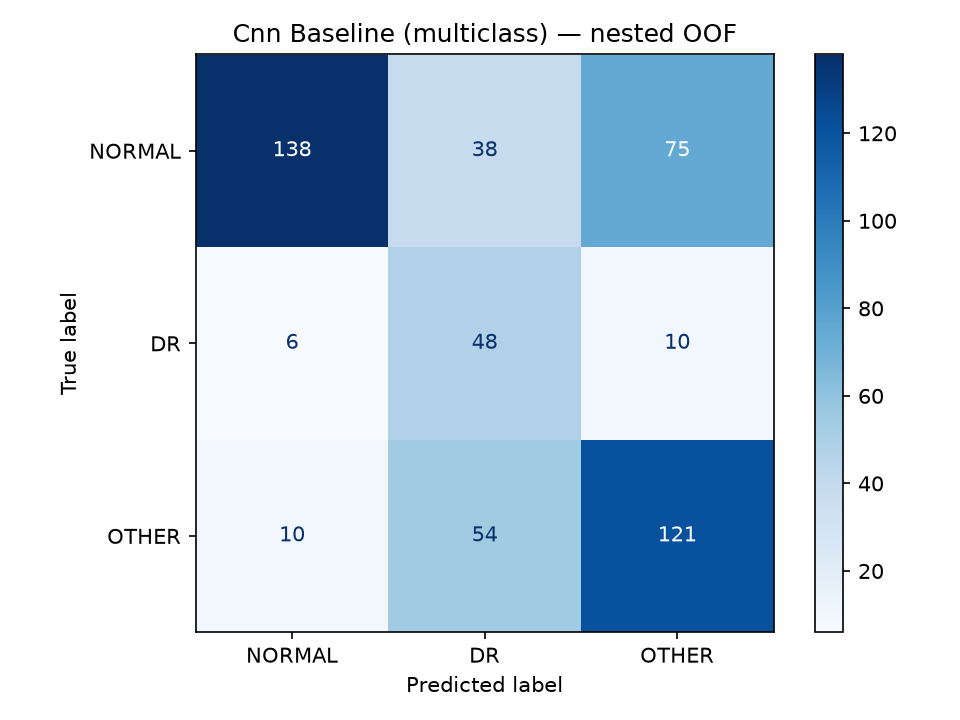 Cnn Baseline (multiclass) — nested OOF
NORMAL
138
38
75
DR
6
48
10
OTHER
10
54
121
NORMAL
DR
OTHER
Predicted label
True label
120
100
80
60
40
20